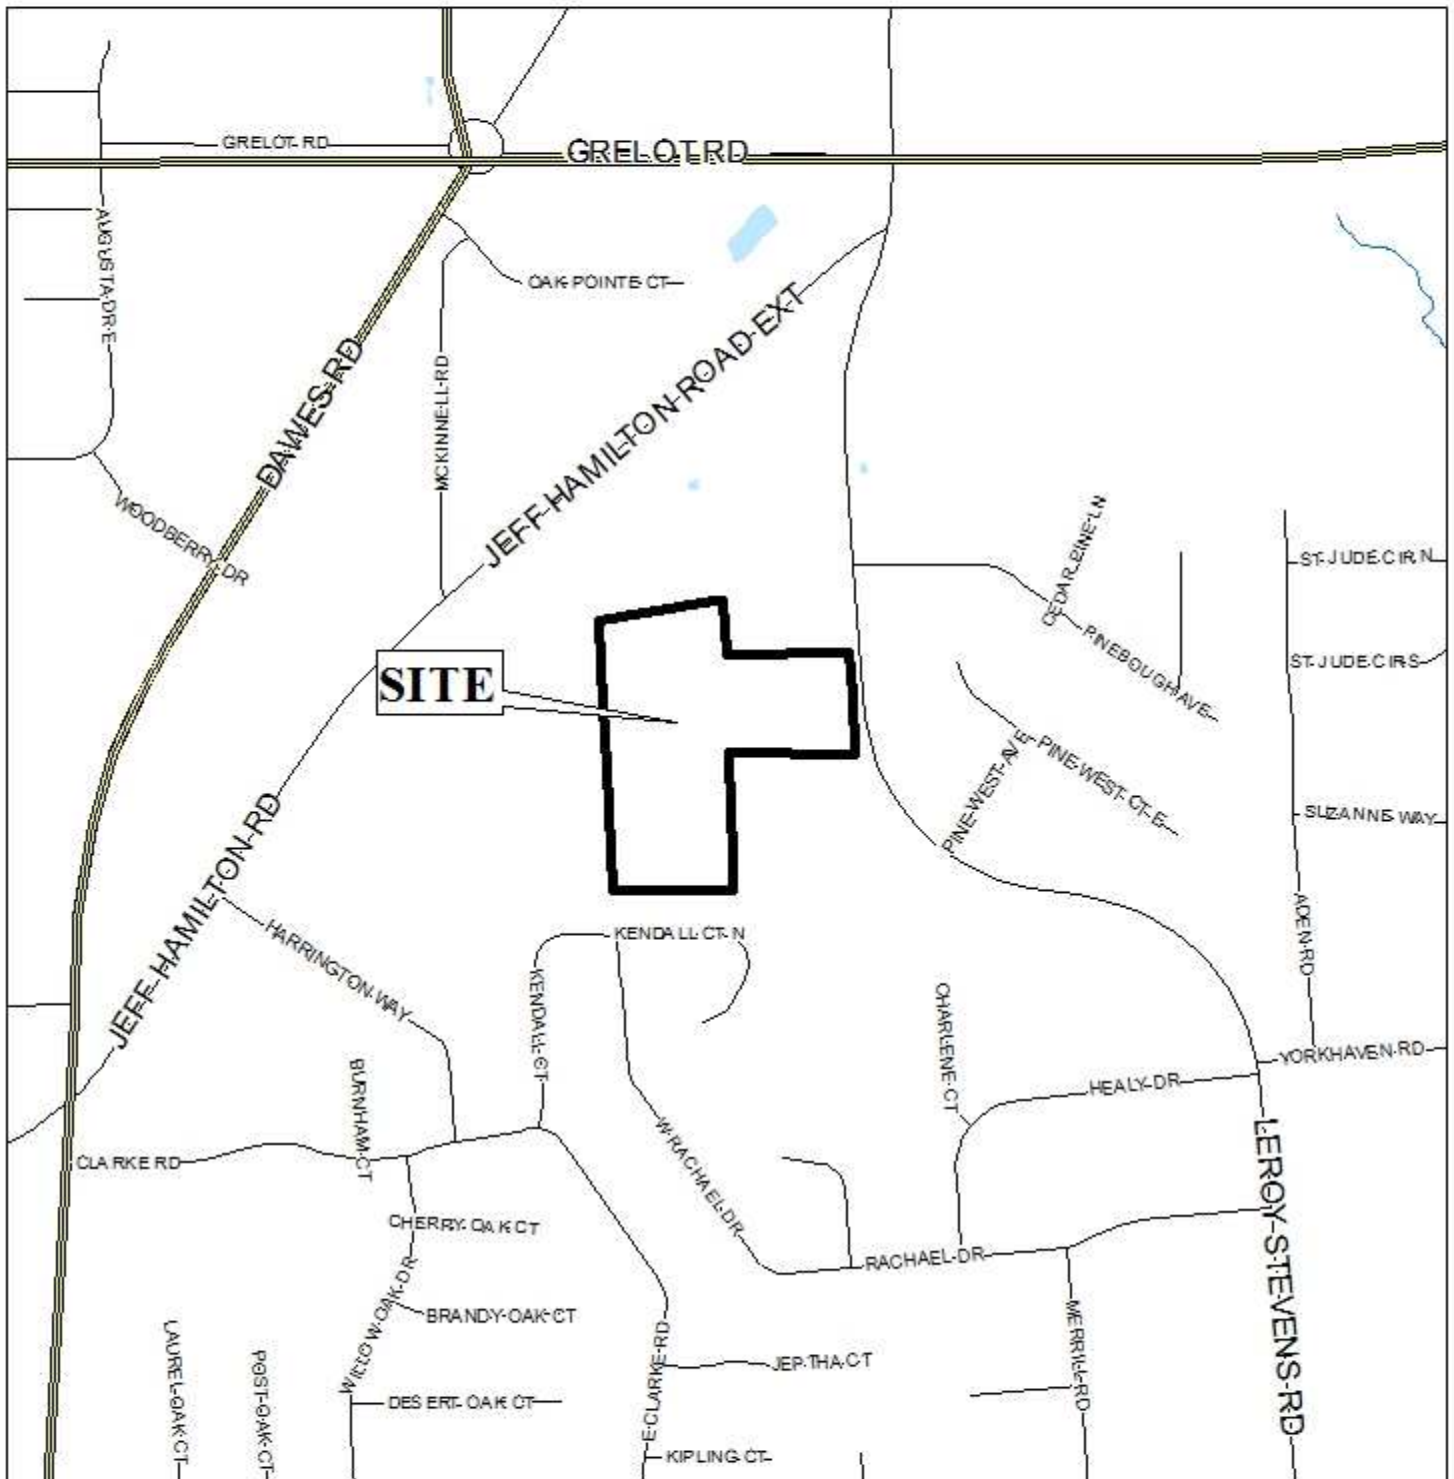 GRELOT RD
GRELOT RD
AUGUSTA DR E
OAK POINTE CT
JEFF HAMILTON ROAD EXT
DAWES RD
MCKINNELL RD
WOODBERRY DR
CEDAR PINE LN
ST JUDE CIR N
PINEBOUGH AVE
ST JUDE CIR S
SITE
PINE WEST AVE
PINE WEST CT E
SUZANNE WAY
JEFF HAMILTON RD
ADEN RD
HARRINGTON WAY
KENDALL CT N
KENDALL CT
CHARLENE CT
YORKHAVEN RD
BURNHAM CT
HEALY DR
W RACHAEL DR
CLARKE RD
LEROY STEVENS RD
CHERRY OAK CT
RACHAEL DR
WILLOW OAK DR
BRANDY OAK CT
MERRILL RD
LAUREL OAK CT
POST OAK CT
E CLARKE RD
JEPTHA CT
DESERT OAK CT
KIPLING CT